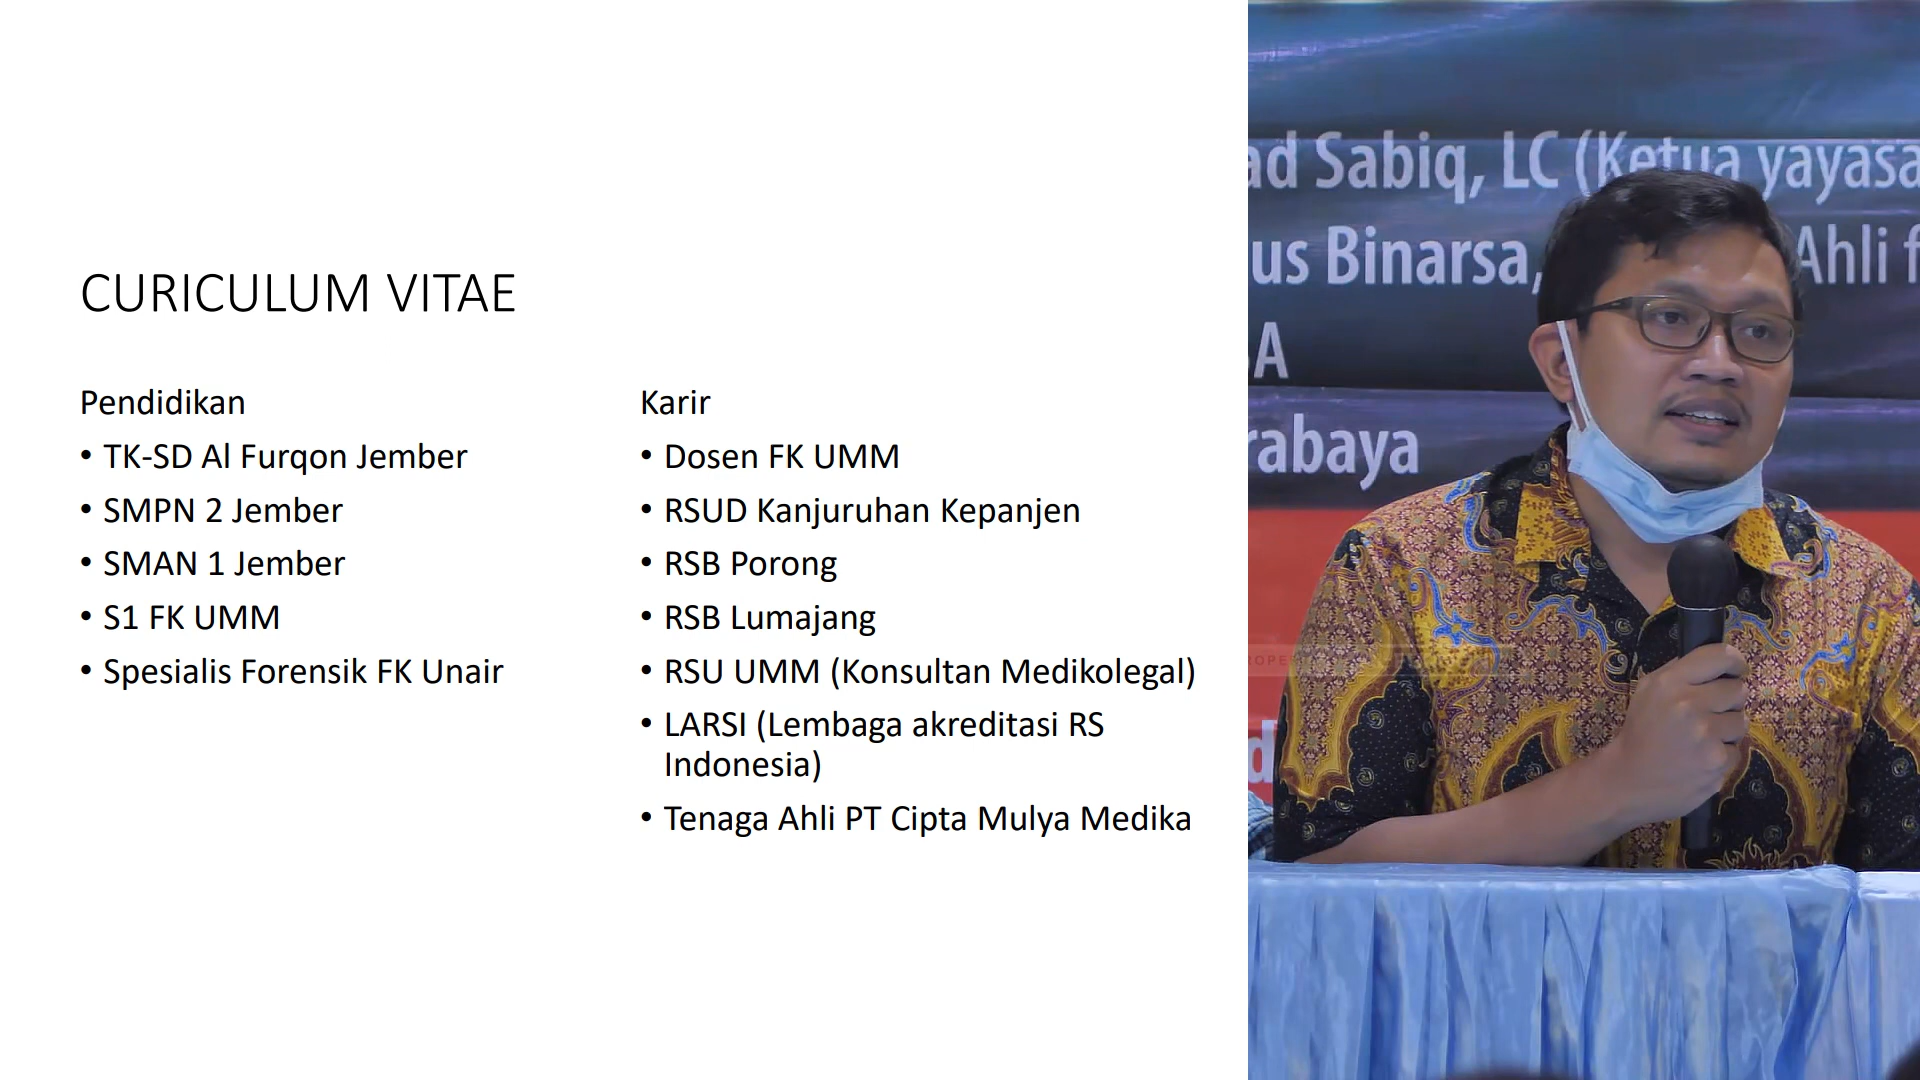 CURICULUM VITAE
Pendidikan
• TK-SD Al Furqon Jember
• SMPN 2 Jember
• SMAN 1 Jember
• S1 FK UMM
• Spesialis Forensik FK Unair
Karir
• Dosen FK UMM
• RSUD Kanjuruhan Kepanjen
• RSB Porong
• RSB Lumajang
• RSU UMM (Konsultan Medikolegal)
• LARSI (Lembaga akreditasi RS
Indonesia)
• Tenaga Ahli PT Cipta Mulya Medika
ad Sabiq, LC (Ketua yayasa
us Binarsa, Ahli f
A
rabaya
d